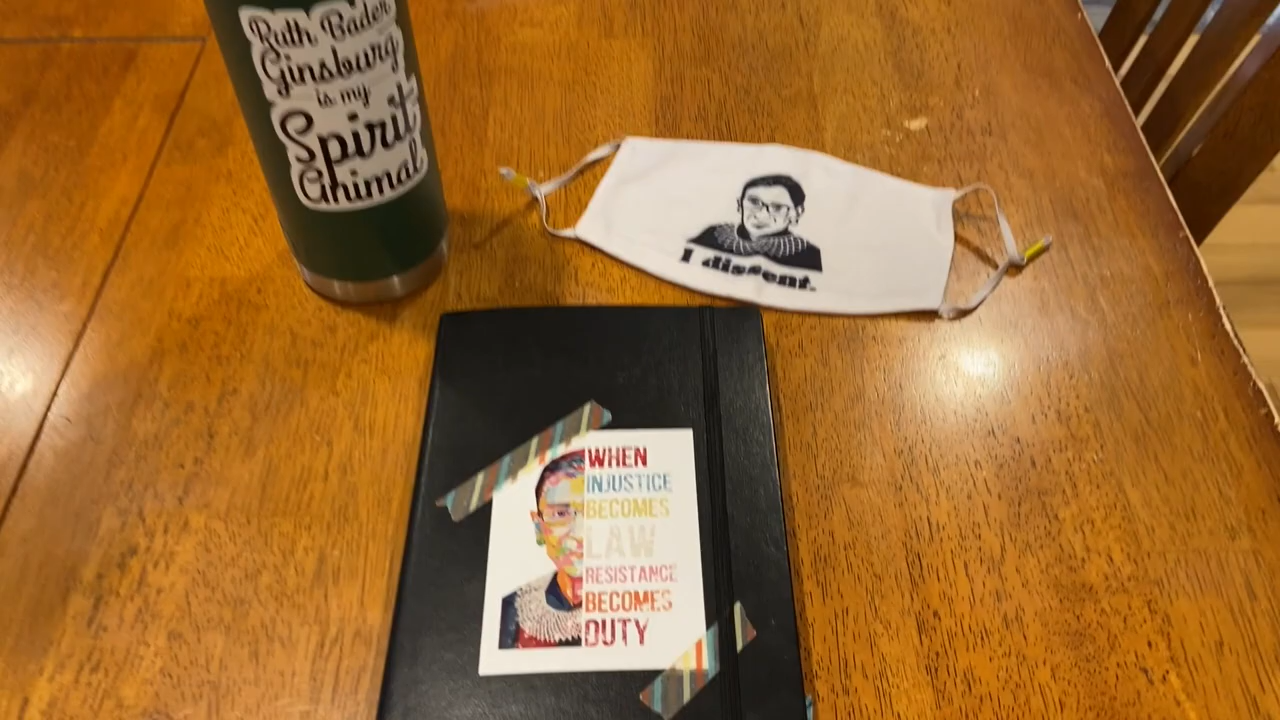 Ruth Bader
Ginsburg
is my
Spirit
Animal
I dissent.
WHEN
INJUSTICE
BECOMES
LAW
RESISTANCE
BECOMES
DUTY